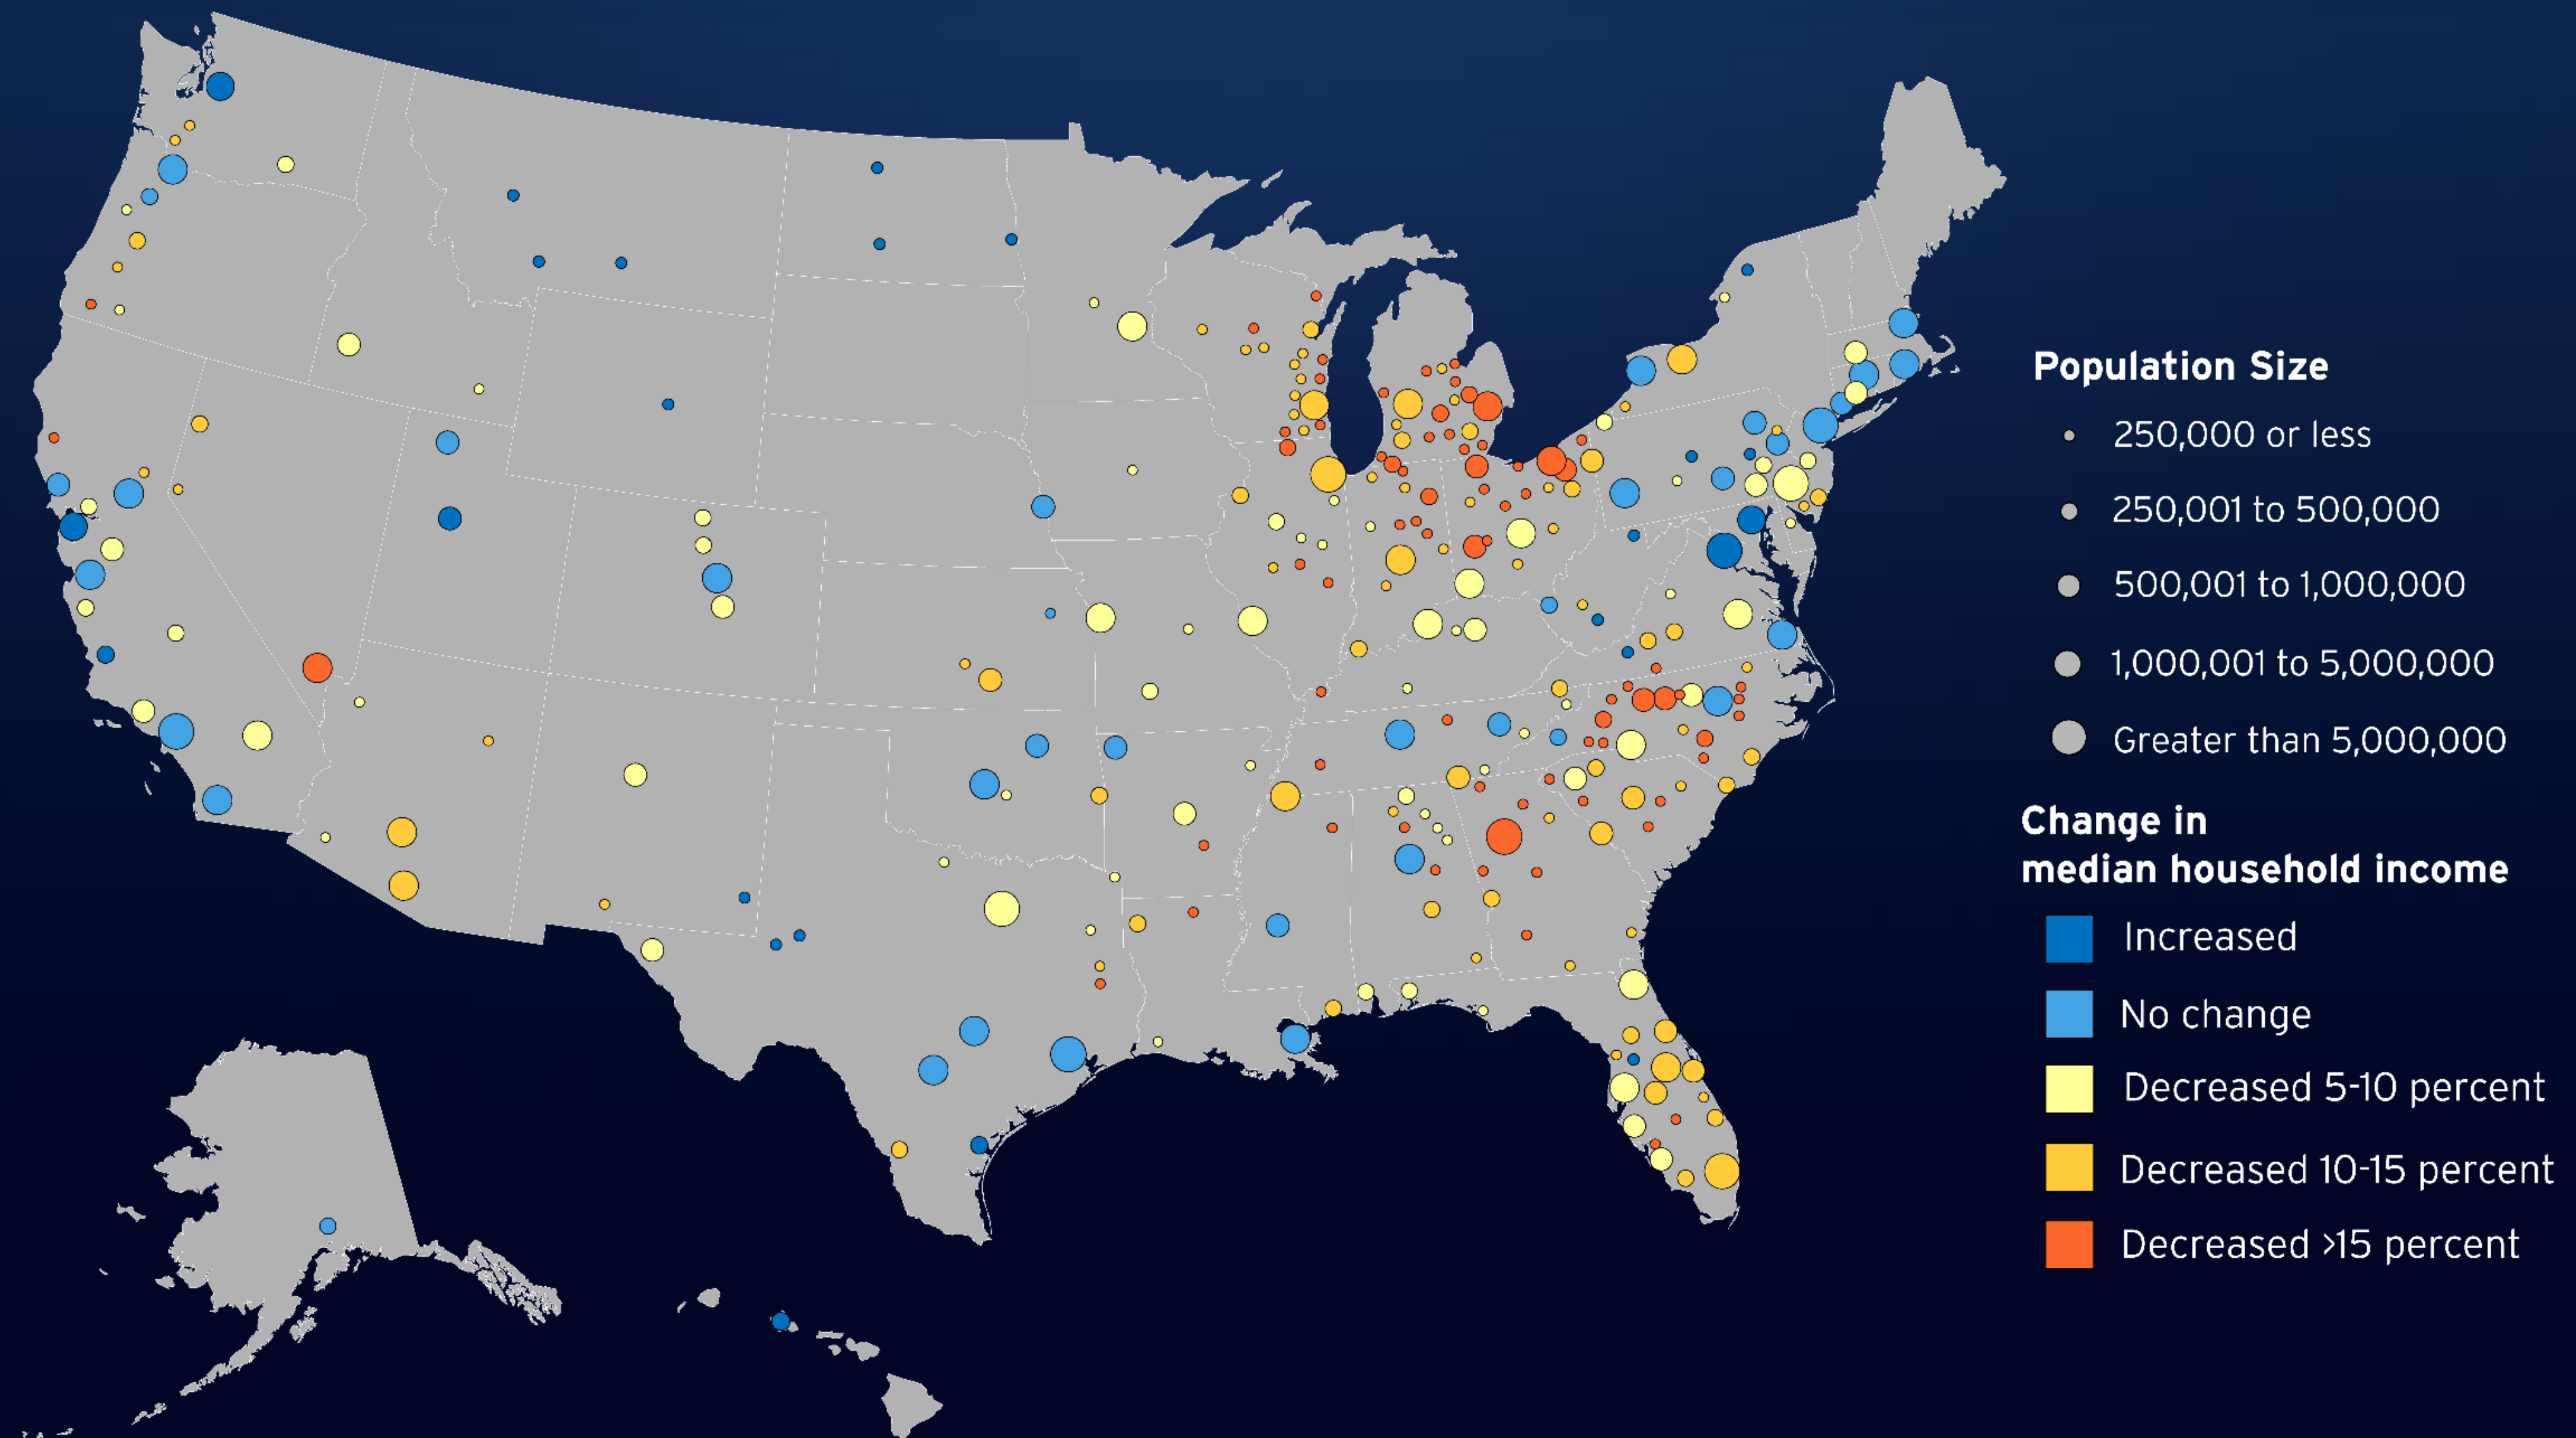 Population Size
250,000 or less
250,001 to 500,000
500,001 to 1,000,000
1,000,001 to 5,000,000
Greater than 5,000,000
Change in
median household income
Increased
No change
Decreased 5-10 percent
Decreased 10-15 percent
Decreased >15 percent